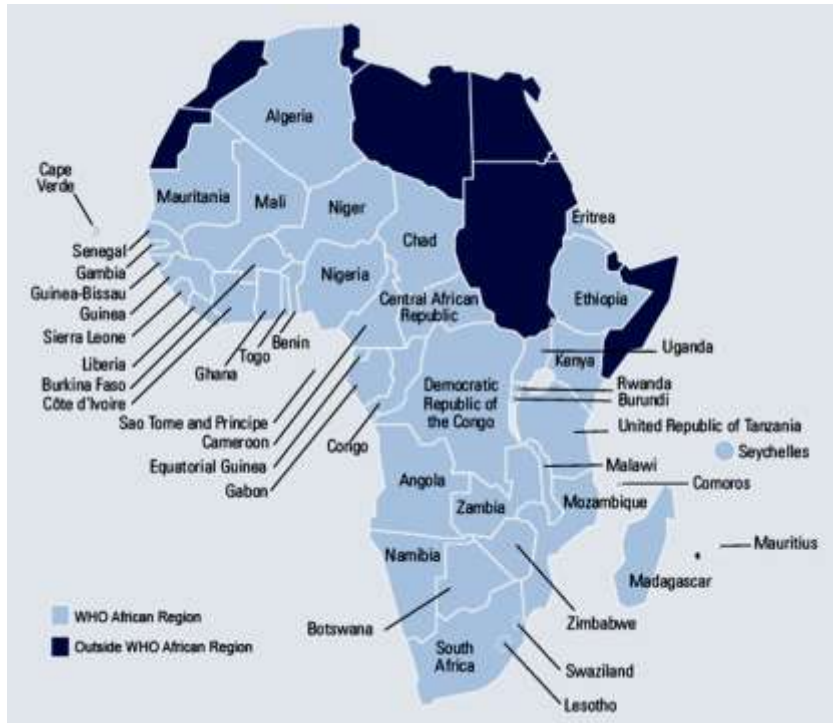 Algeria
Cape
Verde
Mauritania
Mali
Niger
Chad
Eritrea
Senegal
Gambia
Guinea-Bissau
Guinea
Sierra Leone
Liberia
Burkina Faso
Côte d'Ivoire
Ghana
Togo
Benin
Nigeria
Central African
Republic
Ethiopia
Uganda
Kenya
Rwanda
Burundi
Democratic
Republic of
the Congo
United Republic of Tanzania
Seychelles
Sao Tome and Principe
Cameroon
Equatorial Guinea
Gabon
Congo
Malawi
Comoros
Angola
Zambia
Mozambique
Mauritius
Namibia
Madagascar
Zimbabwe
Botswana
South
Africa
Swaziland
Lesotho
WHO African Region
Outside WHO African Region